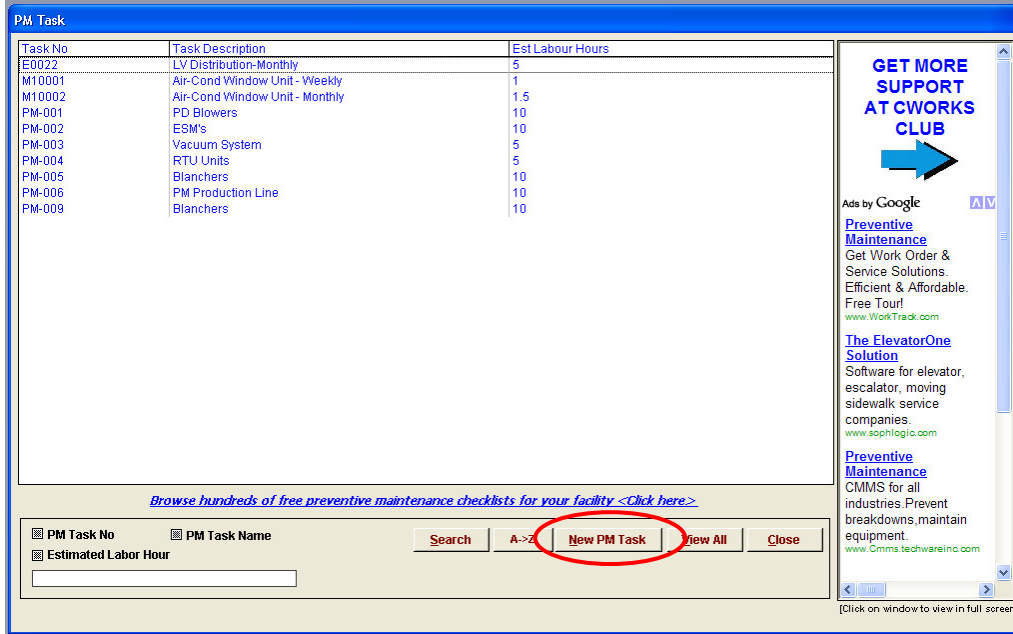 PM Task
Task No Task Description Est Labour Hours
E0022 LV Distribution-Monthly 5
M10001 Air-Cond Window Unit - Weekly 1
M10002 Air-Cond Window Unit - Monthly 1.5
PM-001 PD Blowers 10
PM-002 ESM's 10
PM-003 Vacuum System 5
PM-004 RTU Units 5
PM-005 Blanchers 10
PM-006 PM Production Line 10
PM-009 Blanchers 10
Browse hundreds of free preventive maintenance checklists for your facility <Click here>
PM Task No PM Task Name
Estimated Labor Hour
Search A->Z New PM Task View All Close
GET MORE
SUPPORT
AT CWORKS
CLUB
Ads by Google
Preventive
Maintenance
Get Work Order &
Service Solutions.
Efficient & Affordable.
Free Tour!
www.WorkTrack.com
The ElevatorOne
Solution
Software for elevator,
escalator, moving
sidewalk service
companies.
www.sophlogic.com
Preventive
Maintenance
CMMS for all
industries.Prevent
breakdowns,maintain
equipment.
www.Cmms.techwareinc.com
[Click on window to view in full screen